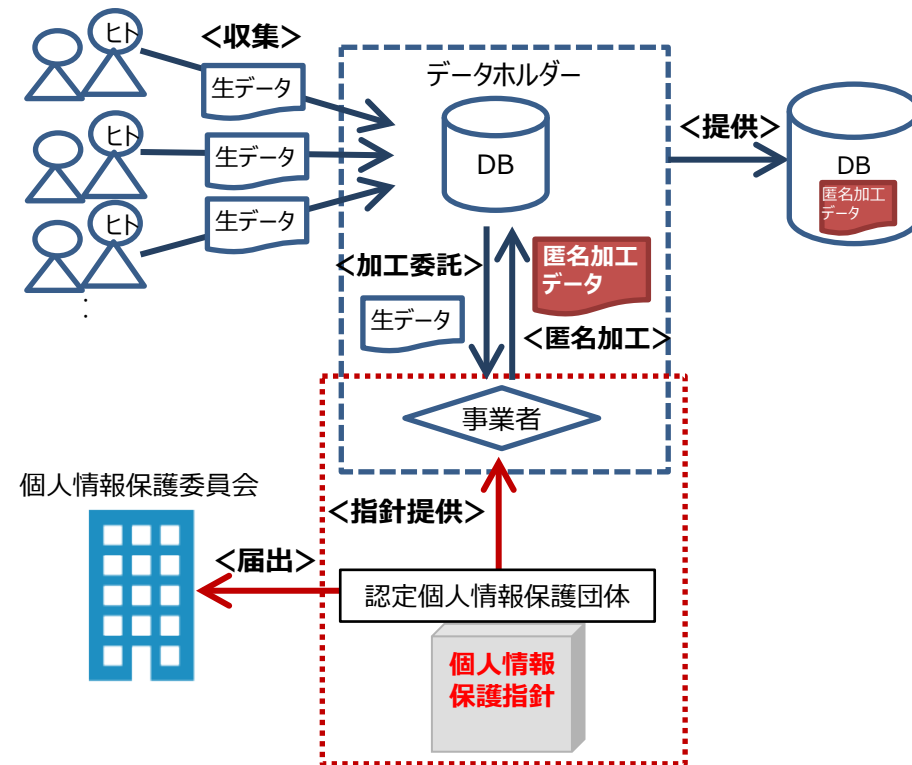 ヒト
<収集>
生データ
データホルダー
DB
<提供>
DB
匿名加工
データ
ヒト
生データ
ヒト
生データ
：
<加工委託>
生データ
匿名加工
データ
<匿名加工>
事業者
個人情報保護委員会
<指針提供>
<届出>
認定個人情報保護団体
個人情報
保護指針